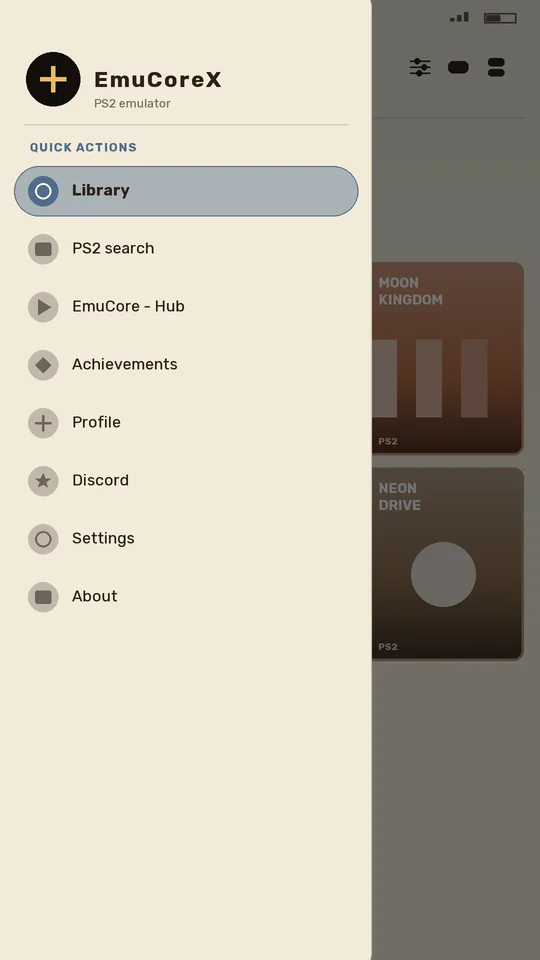 EmuCoreX
PS2 emulator
QUICK ACTIONS
Library
PS2 search
EmuCore - Hub
Achievements
Profile
Discord
Settings
About
MOON
KINGDOM
PS2
NEON
DRIVE
PS2